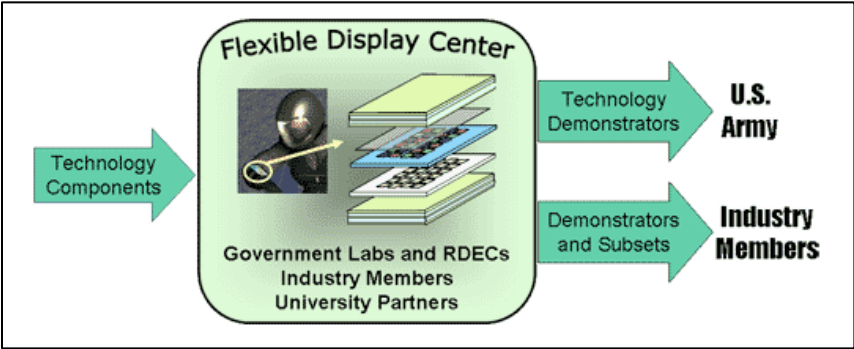 Flexible Display Center
Technology
Components
Government Labs and RDECs
Industry Members
University Partners
Technology
Demonstrators
U.S.
Army
Demonstrators
and Subsets
Industry
Members